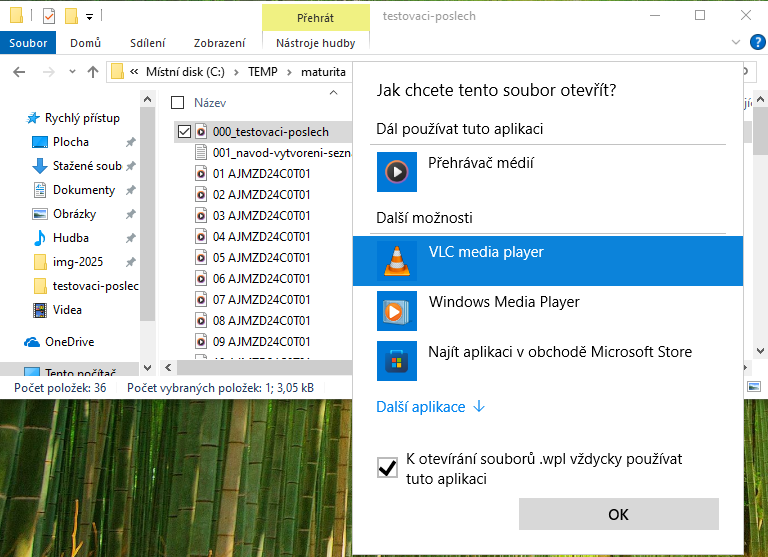 Přehrát
testovaci-poslech
Soubor
Domů
Sdílení
Zobrazení
Nástroje hudby
« Místní disk (C:) › TEMP › maturita
Rychlý přístup
Plocha
Stažené soub
Dokumenty
Obrázky
Hudba
img-2025
testovaci-poslec
Videa
OneDrive
Tento počítač
Název
000_testovaci-poslech
001_navod-vytvoreni-sezn
01 AJMZD24C0T01
02 AJMZD24C0T01
03 AJMZD24C0T01
04 AJMZD24C0T01
05 AJMZD24C0T01
06 AJMZD24C0T01
07 AJMZD24C0T01
08 AJMZD24C0T01
09 AJMZD24C0T01
Počet položek: 36
Počet vybraných položek: 1; 3,05 kB
Jak chcete tento soubor otevřít?
Dál používat tuto aplikaci
Přehrávač médií
Další možnosti
VLC media player
Windows Media Player
Najít aplikaci v obchodě Microsoft Store
Další aplikace ↓
K otevírání souborů .wpl vždycky používat
tuto aplikaci
OK